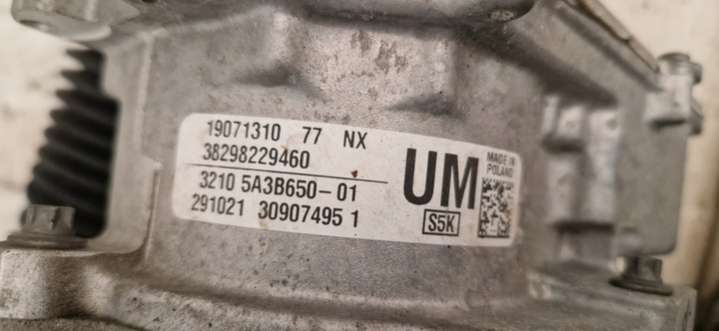 19071310 77 NX
38298229460
3210 5A3B650-01
291021 30907495 1
UM
S5K
MADE IN
POLAND